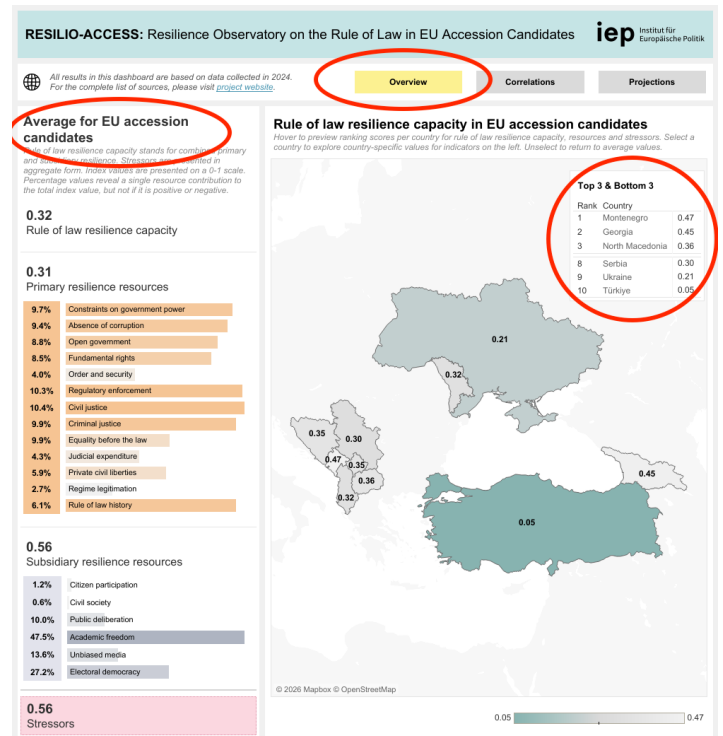 RESILIO-ACCESS: Resilience Observatory on the Rule of Law in EU Accession Candidates
iep Institut für
Europäische Politik
All results in this dashboard are based on data collected in 2024.
For the complete list of sources, please visit project website.
Overview
Correlations
Projections
Average for EU accession
candidates
Rule of law resilience capacity stands for combined primary
and subsidiary resilience. Stressors are presented in
aggregate form. Index values are presented on a 0-1 scale.
Percentage values reveal a single resource contribution to
the total index value, but not if it is positive or negative.
0.32
Rule of law resilience capacity
0.31
Primary resilience resources
9.7% Constraints on government power
9.4% Absence of corruption
8.8% Open government
8.5% Fundamental rights
4.0% Order and security
10.3% Regulatory enforcement
10.4% Civil justice
9.9% Criminal justice
9.9% Equality before the law
4.3% Judicial expenditure
5.9% Private civil liberties
2.7% Regime legitimation
6.1% Rule of law history
0.56
Subsidiary resilience resources
1.2% Citizen participation
0.6% Civil society
10.0% Public deliberation
47.5% Academic freedom
13.6% Unbiased media
27.2% Electoral democracy
0.56
Stressors
Rule of law resilience capacity in EU accession candidates
Hover to preview ranking scores per country for rule of law resilience capacity, resources and stressors. Select a
country to explore country-specific values for indicators on the left. Unselect to return to average values.
Top 3 & Bottom 3
Rank Country
1 Montenegro 0.47
2 Georgia 0.45
3 North Macedonia 0.36
8 Serbia 0.30
9 Ukraine 0.21
10 Türkiye 0.05
0.21
0.32
0.35
0.30
0.47
0.35
0.36
0.32
0.45
0.05
© 2026 Mapbox © OpenStreetMap
0.05
0.47